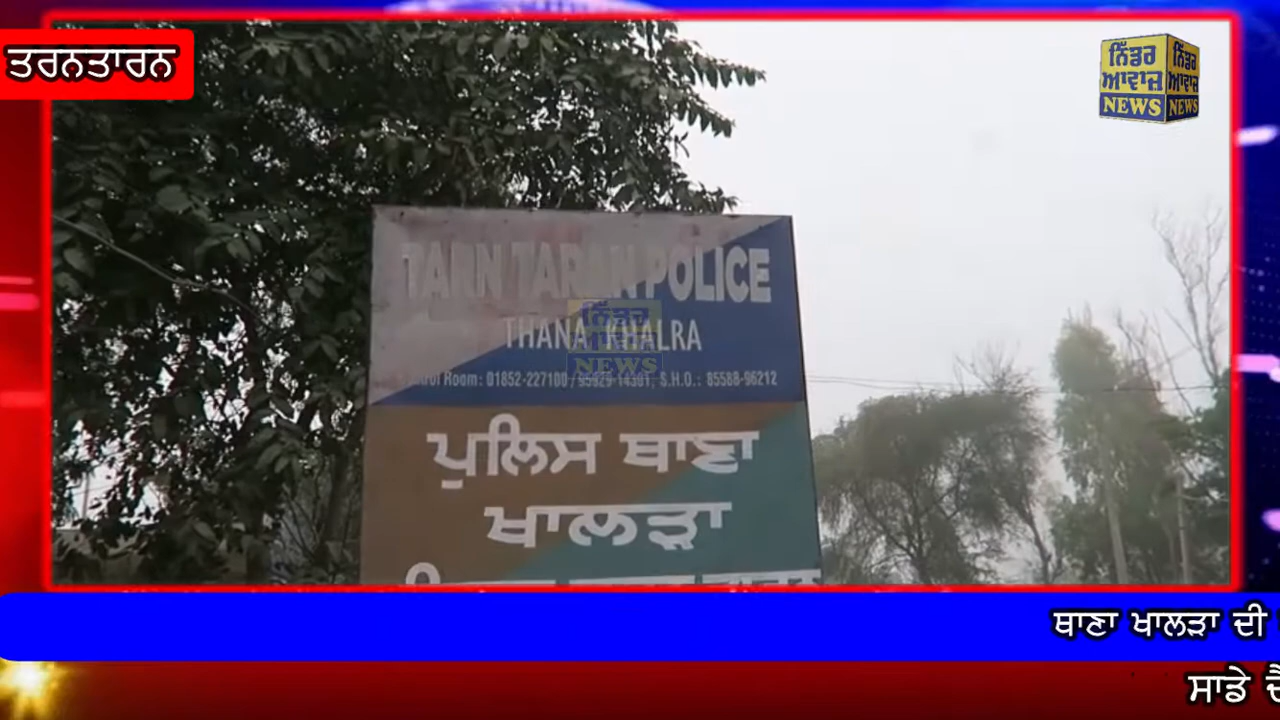 ਤਰਨਤਾਰਨ
ਨਿੱਡਰ
ਆਵਾਜ਼
NEWS
ਨਿੱਡਰ
ਆਵਾਜ਼
NEWS
TARN TARAN POLICE
THANA KHALRA
Room: 01852-227100 / 95929-14301, S.H.O.: 85588-96212
NEWS
ਪੁਲਿਸ ਥਾਣਾ
ਖਾਲੜਾ
ਥਾਣਾ ਖਾਲੜਾ ਦੀ
ਸਾਡੇ